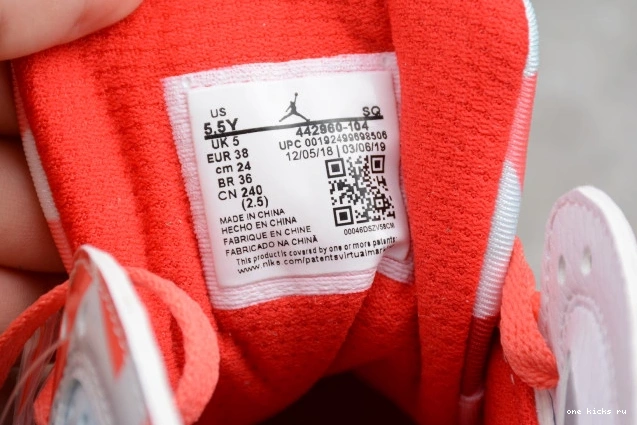 US SQ
5.5Y 442960-104
UK 5 UPC 00192499698506
EUR 38 12/05/18 | 03/06/19
cm 24
BR 36
CN 240
(2.5)
00046DSZV58CM
MADE IN CHINA
HECHO EN CHINA
FABRIQUE EN CHINE
FABRICADO NA CHINA
This product is covered by one or more patents
www.nike.com/patentsvirtualmar
one kicks ru